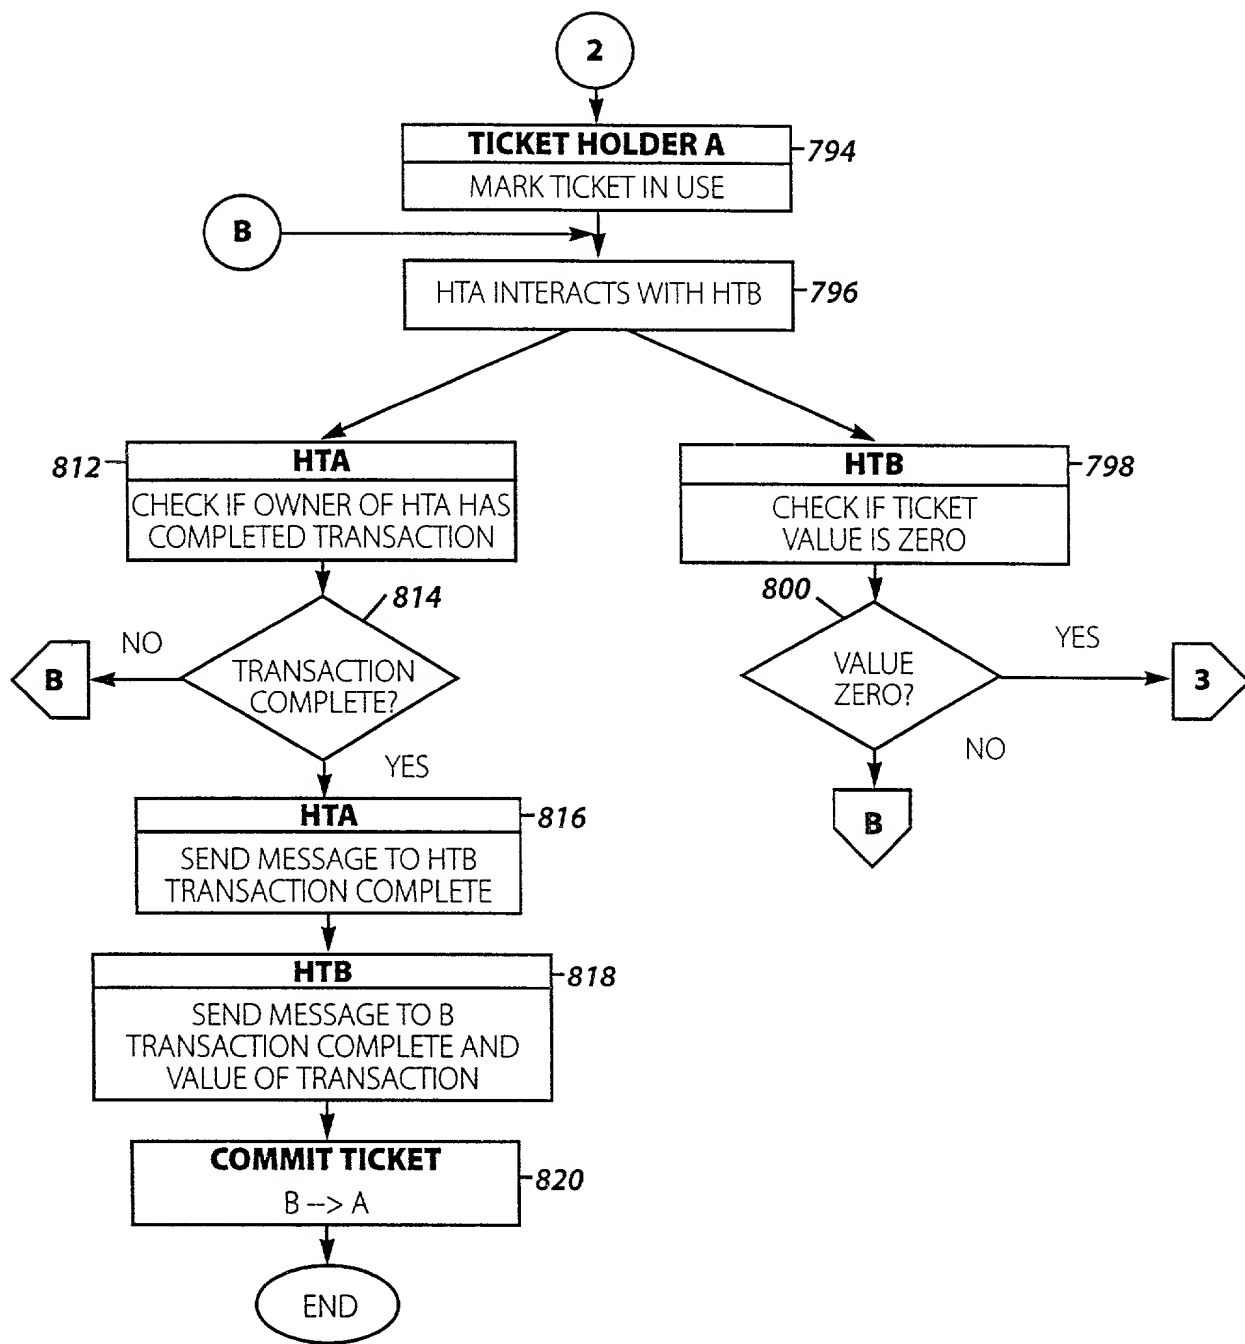 2
TICKET HOLDER A
794
MARK TICKET IN USE
B
HTA INTERACTS WITH HTB
796
812
HTA
CHECK IF OWNER OF HTA HAS
COMPLETED TRANSACTION
HTB
798
CHECK IF TICKET
VALUE IS ZERO
814
NO
B
TRANSACTION
COMPLETE?
YES
800
VALUE
ZERO?
YES
3
NO
B
HTA
816
SEND MESSAGE TO HTB
TRANSACTION COMPLETE
HTB
818
SEND MESSAGE TO B
TRANSACTION COMPLETE AND
VALUE OF TRANSACTION
COMMIT TICKET
820
B --> A
END